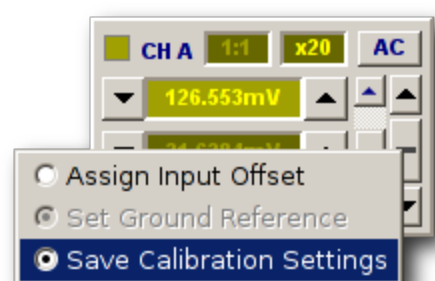 CH A 1:1 x20 AC
126.553mV
Assign Input Offset
Set Ground Reference
Save Calibration Settings